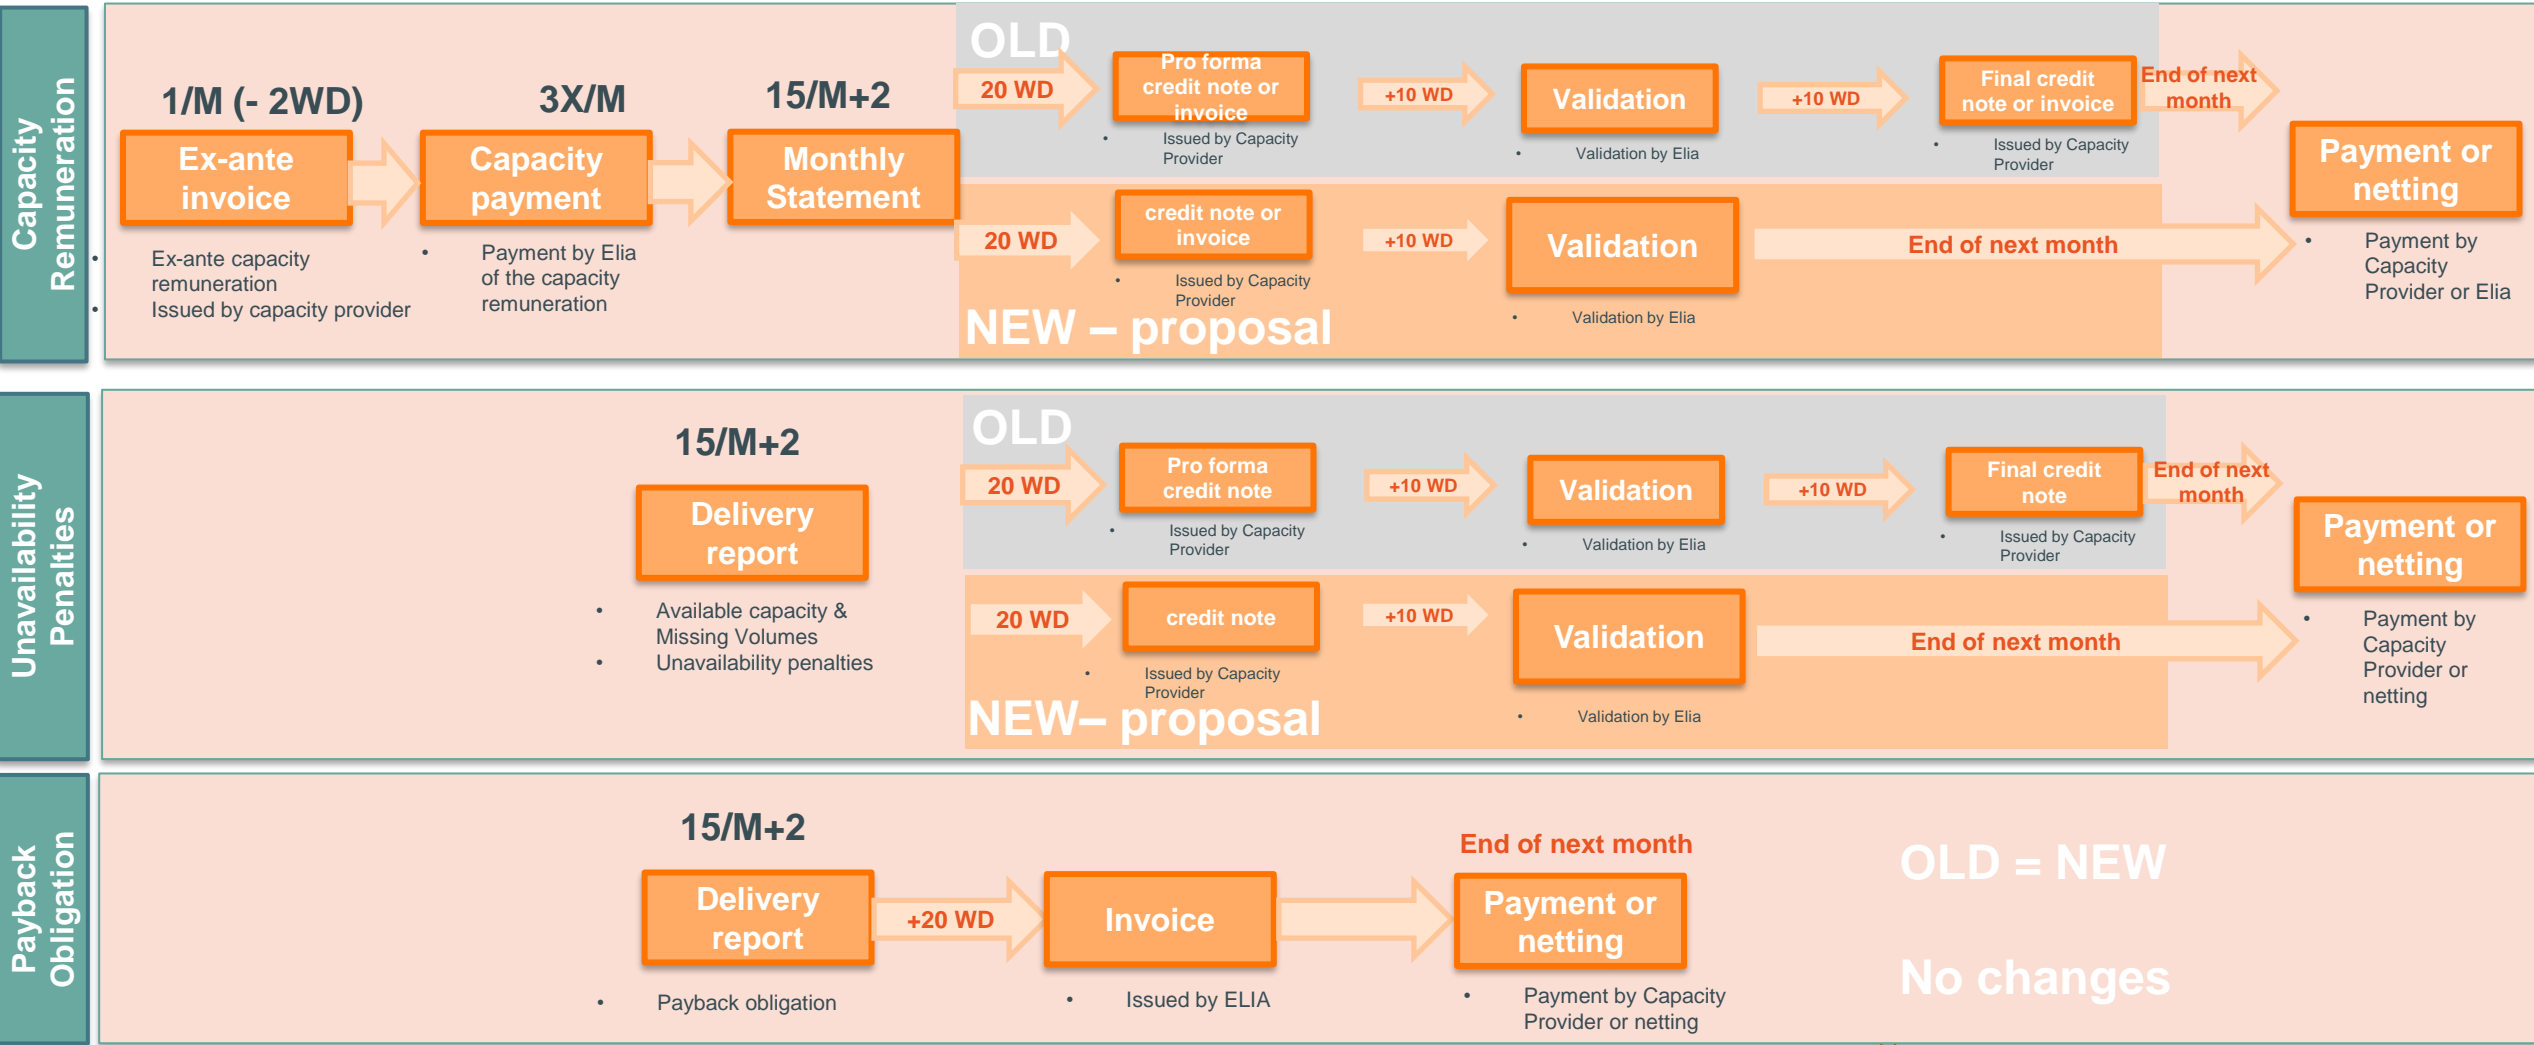 Capacity
Remuneration
1/M (- 2WD)
Ex-ante
invoice
• Ex-ante capacity
remuneration
• Issued by capacity provider
3X/M
Capacity
payment
• Payment by Elia
of the capacity
remuneration
15/M+2
Monthly
Statement
OLD
20 WD
Pro forma
credit note or
invoice
• Issued by Capacity
Provider
+10 WD
Validation
• Validation by Elia
+10 WD
Final credit
note or invoice
• Issued by Capacity
Provider
End of next
month
20 WD
credit note or
invoice
• Issued by Capacity
Provider
+10 WD
Validation
• Validation by Elia
End of next month
NEW – proposal
Payment or
netting
• Payment by
Capacity
Provider or Elia
Unavailability
Penalties
15/M+2
Delivery
report
• Available capacity &
Missing Volumes
• Unavailability penalties
OLD
20 WD
Pro forma
credit note
• Issued by Capacity
Provider
+10 WD
Validation
• Validation by Elia
+10 WD
Final credit
note
• Issued by Capacity
Provider
End of next
month
20 WD
credit note
• Issued by Capacity
Provider
+10 WD
Validation
• Validation by Elia
End of next month
NEW– proposal
Payment or
netting
• Payment by
Capacity
Provider or
netting
Payback
Obligation
15/M+2
Delivery
report
• Payback obligation
+20 WD
Invoice
• Issued by ELIA
End of next month
Payment or
netting
• Payment by Capacity
Provider or netting
OLD = NEW
No changes